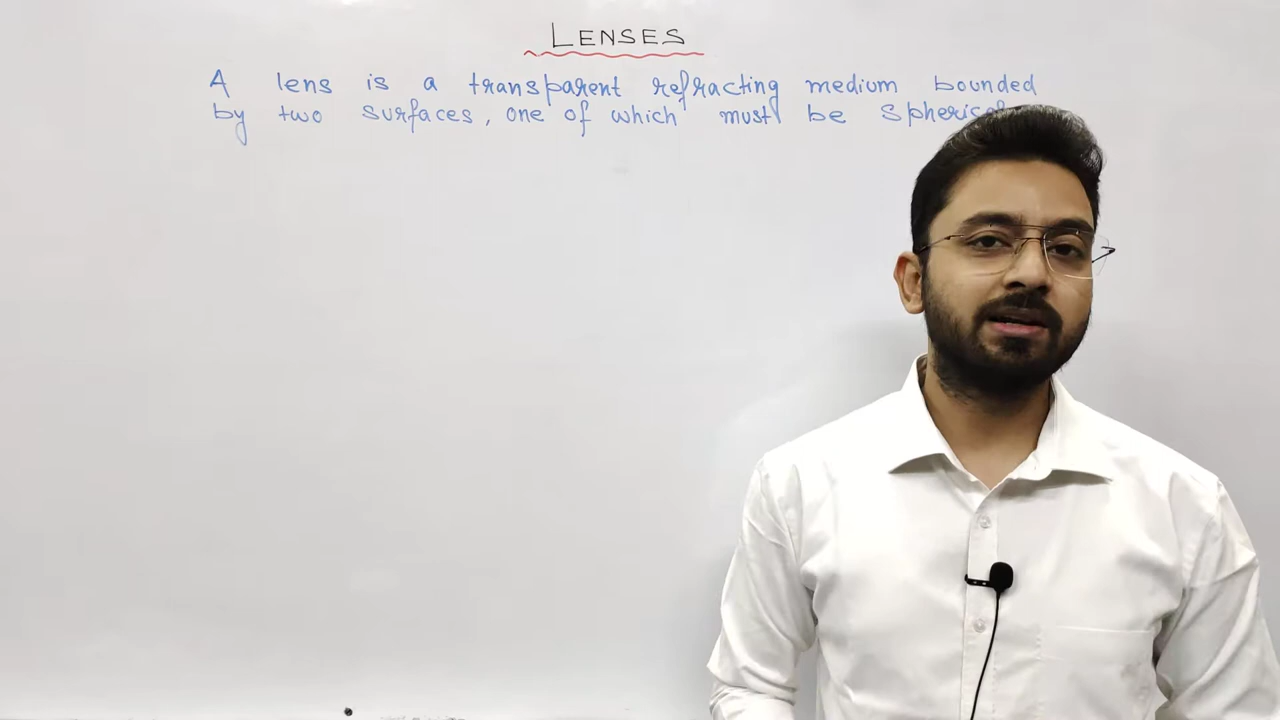 LENSES
A lens is a transparent refracting medium bounded
by two surfaces, one of which must be